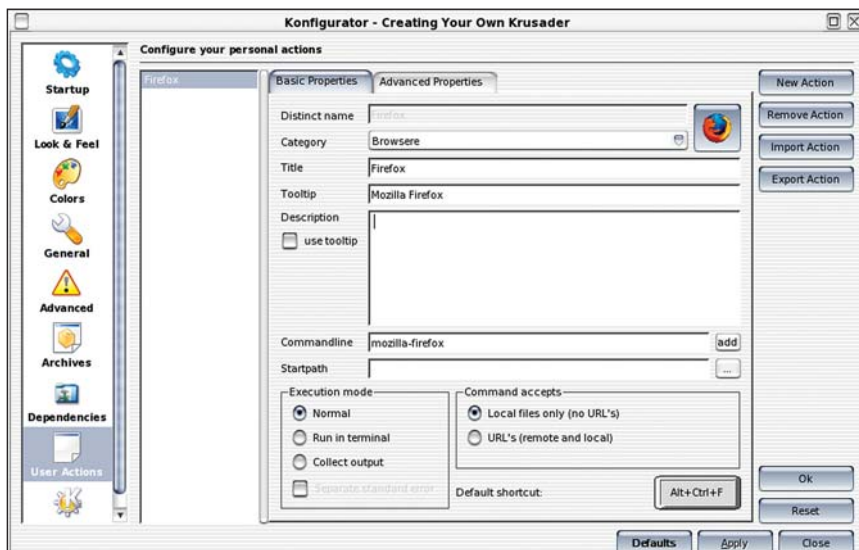 Konfigurator - Creating Your Own Krusader
Configure your personal actions
Startup
Look & Feel
Colors
General
Advanced
Archives
Dependencies
User Actions
Firefox
Basic Properties
Advanced Properties
Distinct name
Firefox
Category
Browsere
Title
Firefox
Tooltip
Mozilla Firefox
Description
use tooltip
Commandline
mozilla-firefox
add
Startpath
...
Execution mode
Normal
Run in terminal
Collect output
Separate standard error
Command accepts
Local files only (no URL's)
URL's (remote and local)
Default shortcut:
Alt+Ctrl+F
New Action
Remove Action
Import Action
Export Action
Ok
Reset
Defaults
Apply
Close